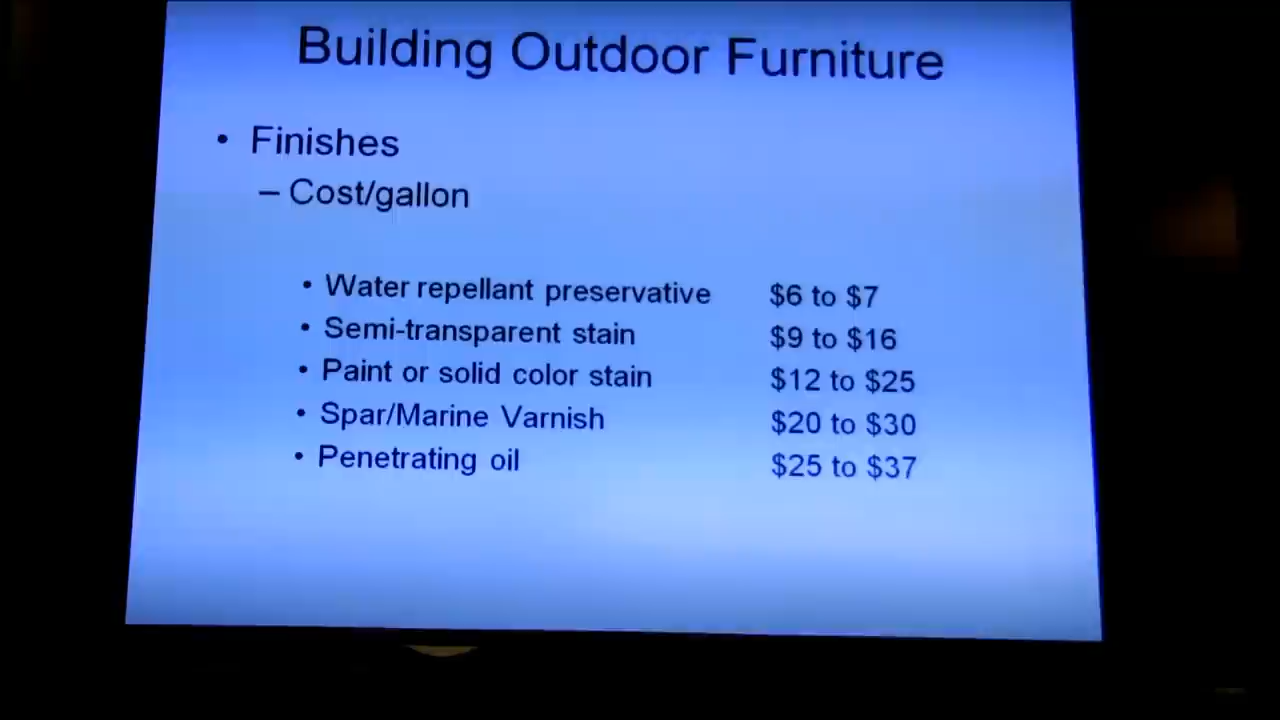 Building Outdoor Furniture
• Finishes
– Cost/gallon
• Water repellant preservative $6 to $7
• Semi-transparent stain $9 to $16
• Paint or solid color stain $12 to $25
• Spar/Marine Varnish $20 to $30
• Penetrating oil $25 to $37